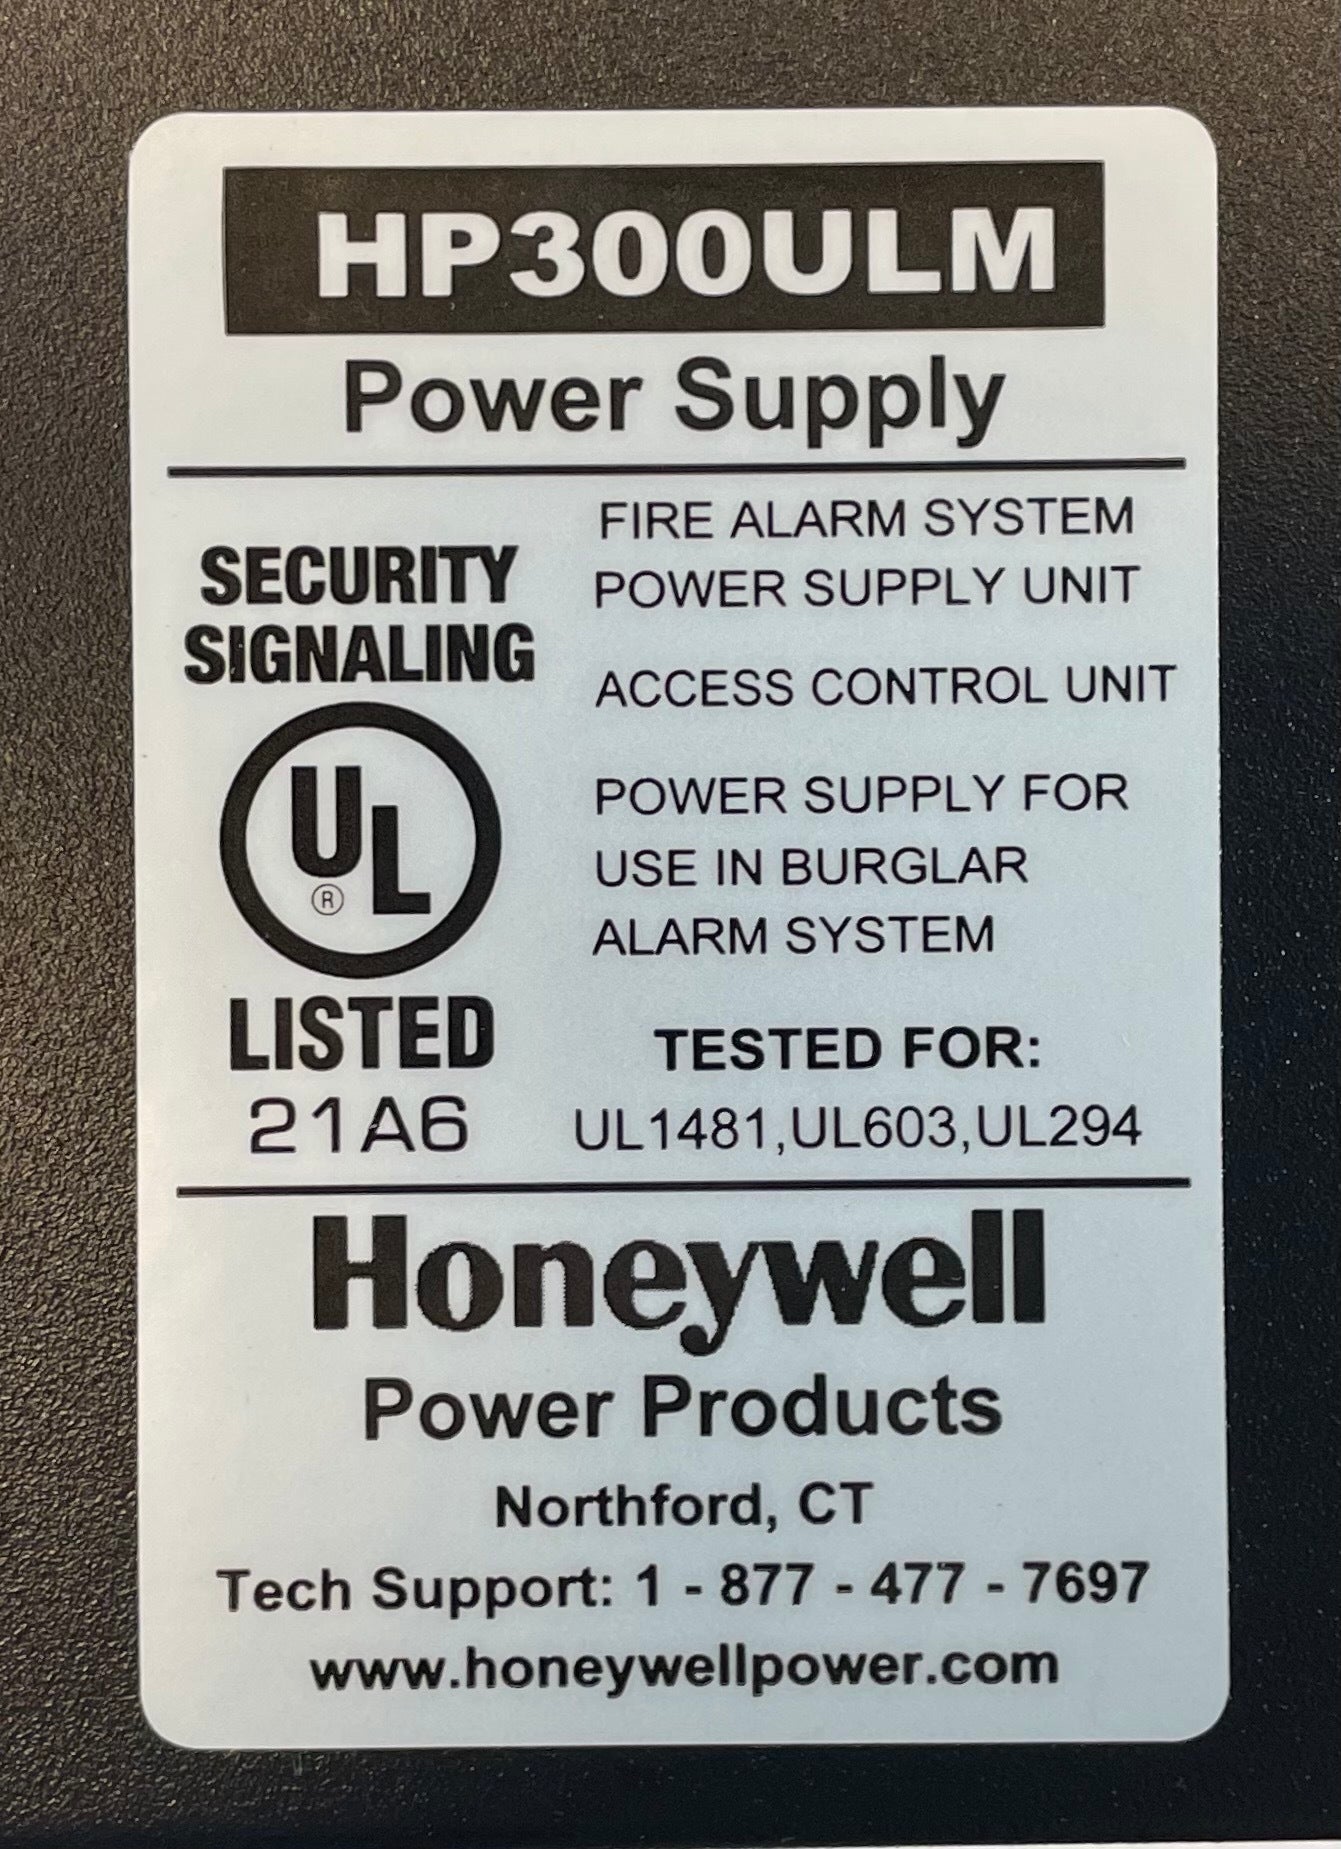 HP300ULM
Power Supply
SECURITY
SIGNALING
UL
®
LISTED
21A6
FIRE ALARM SYSTEM
POWER SUPPLY UNIT
ACCESS CONTROL UNIT
POWER SUPPLY FOR
USE IN BURGLAR
ALARM SYSTEM
TESTED FOR:
UL1481,UL603,UL294
Honeywell
Power Products
Northford, CT
Tech Support: 1 - 877 - 477 - 7697
www.honeywellpower.com